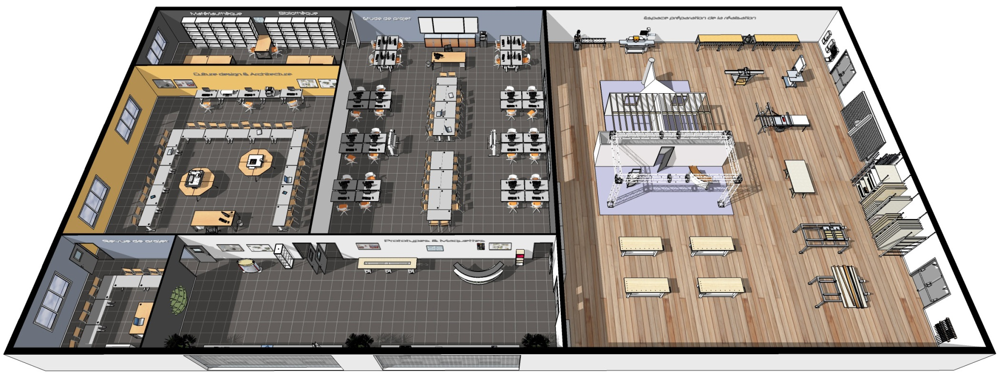 Matériauthèque
Bibliothèque
Etude de projet
Espace préparation de la réalisation
Culture design & Architecture
Revue de projet
Prototypes & Maquettes